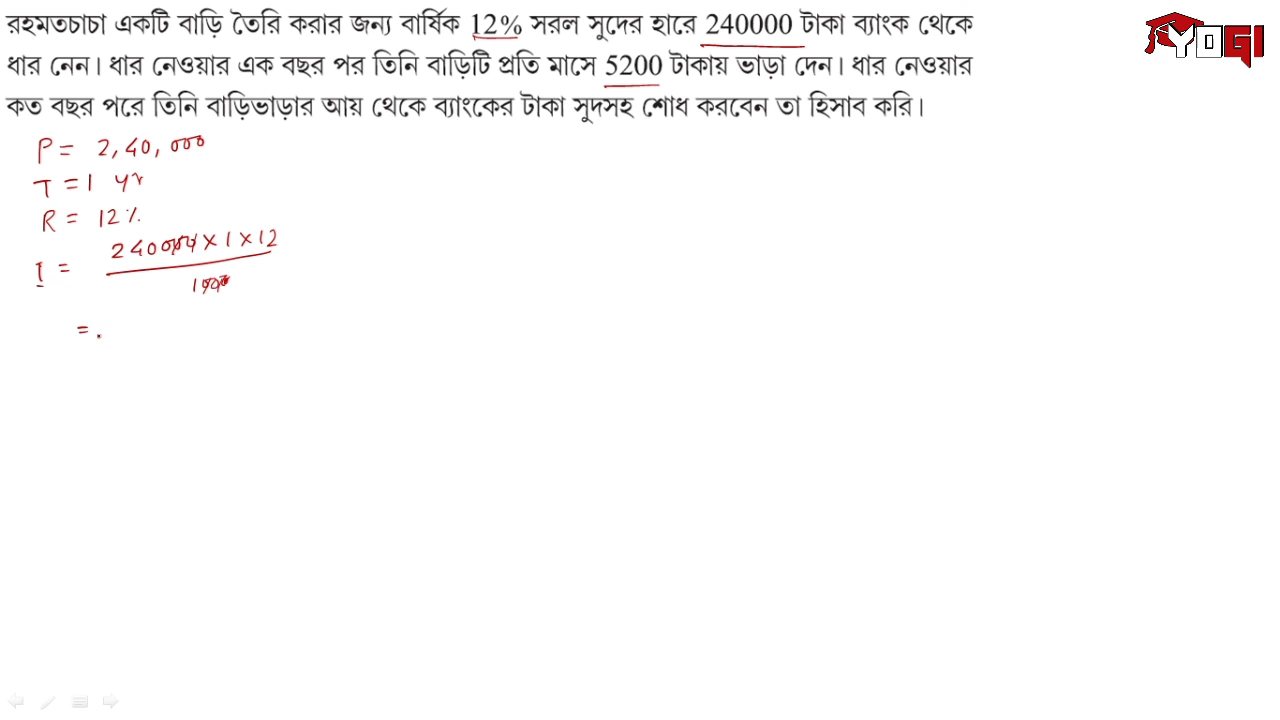 রহমতচাচা একটি বাড়ি তৈরি করার জন্য বার্ষিক 12% সরল সুদের হারে 240000 টাকা ব্যাংক থেকে
ধার নেন। ধার নেওয়ার এক বছর পর তিনি বাড়িটি প্রতি মাসে 5200 টাকায় ভাড়া দেন। ধার নেওয়ার
কত বছর পরে তিনি বাড়িভাড়ার আয় থেকে ব্যাংকের টাকা সুদসহ শোধ করবেন তা হিসাব করি।
YOGI
P = 2,40,000
T = 1 yr
R = 12%
240000 × 1 × 12
I =
100
=